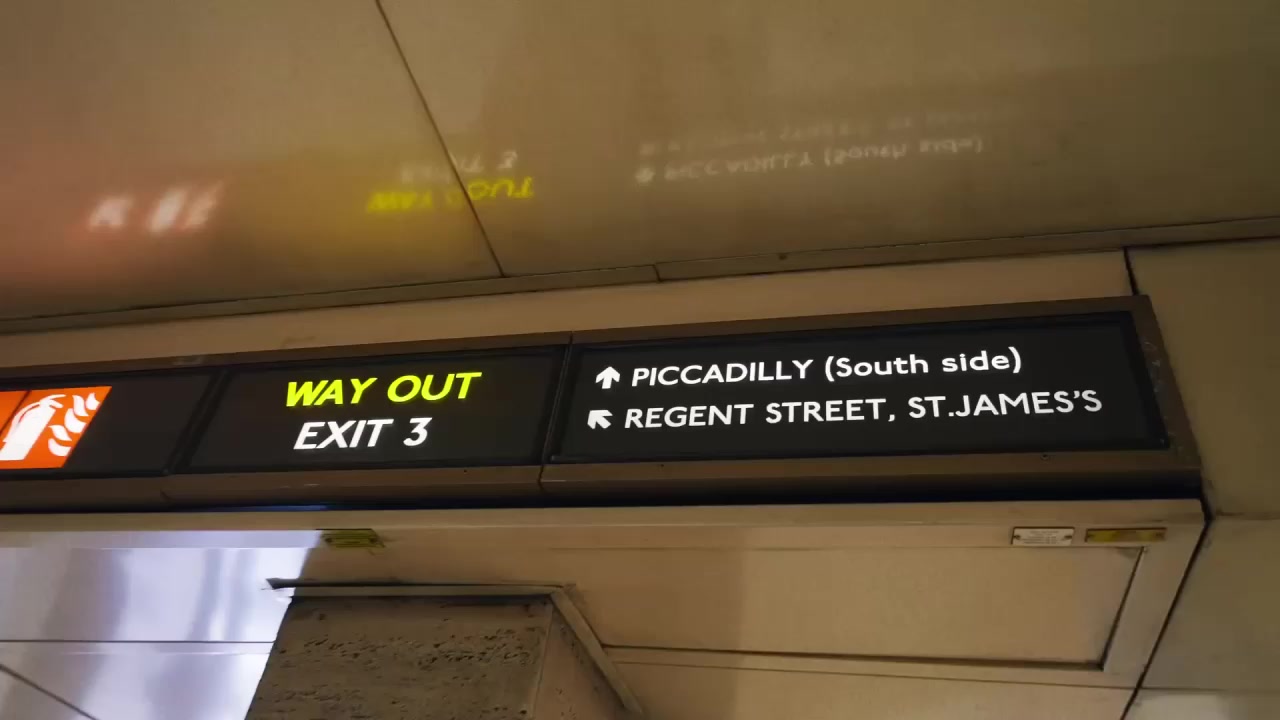 WAY OUT
EXIT 3
PICCADILLY (South side)
REGENT STREET, ST.JAMES'S